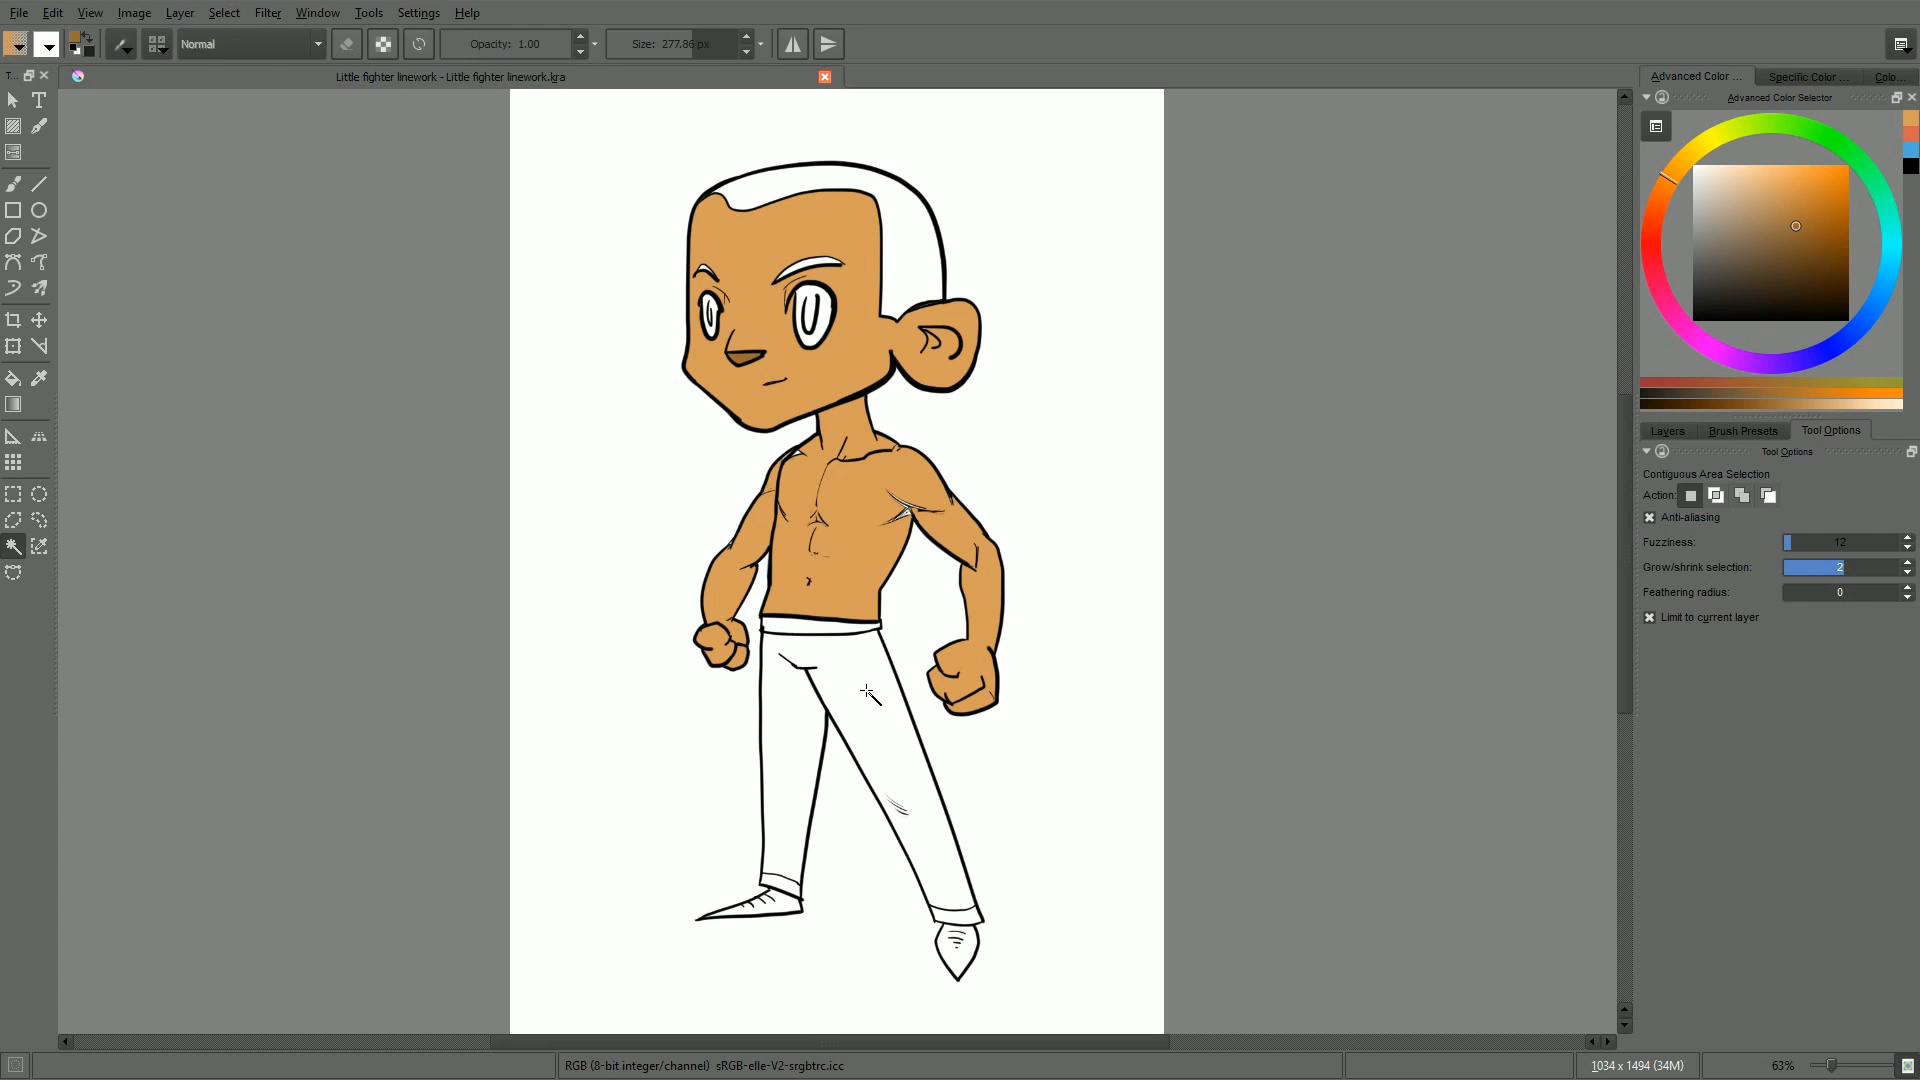 File Edit View Image Layer Select Filter Window Tools Settings Help
Normal Opacity: 1.00 Size: 277.86 px
T... Little fighter linework - Little fighter linework.kra Advanced Color ... Specific Color ... Colo...
Advanced Color Selector
Layers Brush Presets Tool Options
Tool Options
Contiguous Area Selection
Action:
Anti-aliasing
Fuzziness: 12
Grow/shrink selection: 2
Feathering radius: 0
Limit to current layer
RGB (8-bit integer/channel) sRGB-elle-V2-srgbtrc.icc 1034 x 1494 (34M) 63%